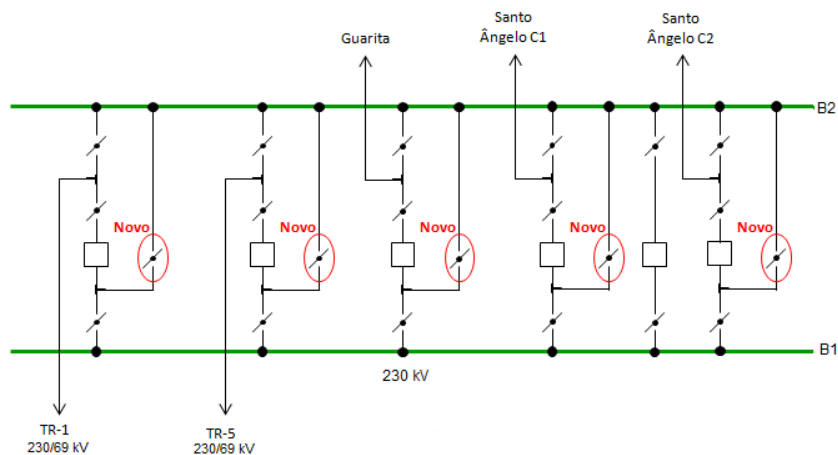 Guarita
Santo
Ângelo C1
Santo
Ângelo C2
B2
Novo
Novo
Novo
Novo
Novo
B1
230 kV
TR-1
230/69 kV
TR-5
230/69 kV